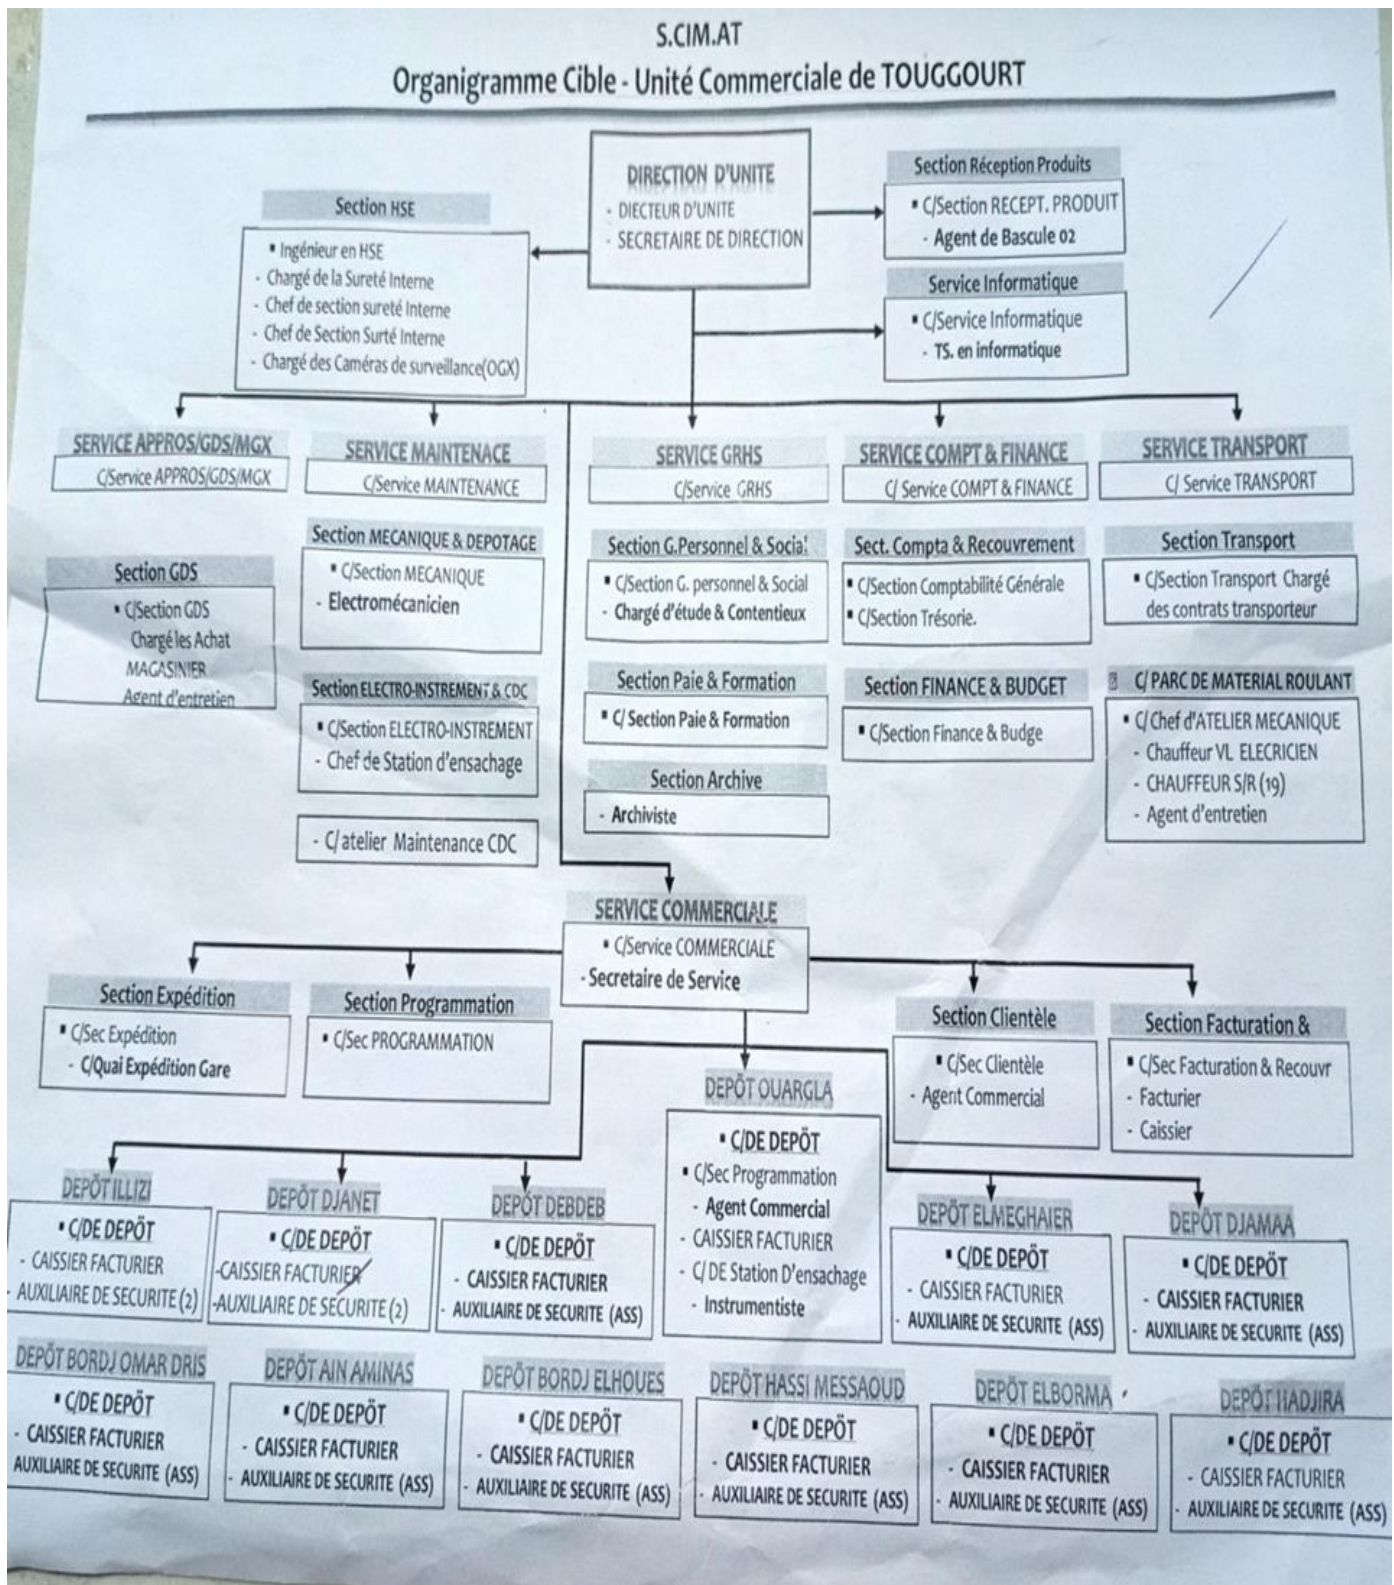 S.CIM.AT
Organigramme Cible - Unité Commerciale de TOUGGOURT
DIRECTION D'UNITE
- DIECTEUR D'UNITE
- SECRETAIRE DE DIRECTION
Section HSE
▪ Ingénieur en HSE
- Chargé de la Sureté Interne
- Chef de section sureté Interne
- Chef de Section Surté Interne
- Chargé des Caméras de surveillance(OGX)
Section Réception Produits
▪ C/Section RECEPT. PRODUIT
- Agent de Bascule 02
Service Informatique
▪ C/Service Informatique
- TS. en informatique
SERVICE APPROS/GDS/MGX
C/Service APPROS/GDS/MGX
Section GDS
▪ C/Section GDS
Chargé les Achat
MAGASINIER
Agent d'entretien
SERVICE MAINTENACE
C/Service MAINTENANCE
Section MECANIQUE & DEPOTAGE
▪ C/Section MECANIQUE
- Electromécanicien
Section ELECTRO-INSTREMENT & CDC
▪ C/Section ELECTRO-INSTREMENT
- Chef de Station d'ensachage
- C/atelier Maintenance CDC
SERVICE GRHS
C/Service GRHS
Section G.Personnel & Social
▪ C/Section G. personnel & Social
- Chargé d'étude & Contentieux
Section Paie & Formation
▪ C/ Section Paie & Formation
Section Archive
- Archiviste
SERVICE COMPT & FINANCE
C/ Service COMPT & FINANCE
Sect. Compta & Recouvrement
▪ C/Section Comptabilité Générale
▪ C/Section Trésorie.
Section FINANCE & BUDGET
▪ C/Section Finance & Budge
SERVICE TRANSPORT
C/ Service TRANSPORT
Section Transport
▪ C/Section Transport Chargé
des contrats transporteur
C/ PARC DE MATERIAL ROULANT
▪ C/ Chef d'ATELIER MECANIQUE
- Chauffeur VL ELECRICIEN
- CHAUFFEUR S/R (19)
- Agent d'entretien
SERVICE COMMERCIALE
▪ C/Service COMMERCIALE
- Secretaire de Service
Section Expédition
▪ C/Sec Expédition
- C/Quai Expédition Gare
Section Programmation
▪ C/Sec PROGRAMMATION
Section Clientèle
▪ C/Sec Clientèle
- Agent Commercial
Section Facturation &
▪ C/Sec Facturation & Recouvr
- Facturier
- Caissier
DEPÔT OUARGLA
▪ C/DE DEPÔT
▪ C/Sec Programmation
- Agent Commercial
- CAISSIER FACTURIER
- C/ DE Station D'ensachage
- Instrumentiste
DEPÔT ILLIZI
▪ C/DE DEPÔT
- CAISSIER FACTURIER
- AUXILIAIRE DE SECURITE (2)
DEPÔT DJANET
▪ C/DE DEPÔT
-CAISSIER FACTURIER
-AUXILIAIRE DE SECURITE (2)
DEPÔT DEBDEB
▪ C/DE DEPÔT
- CAISSIER FACTURIER
- AUXILIAIRE DE SECURITE (ASS)
DEPÔT ELMEGHAIER
▪ C/DE DEPÔT
- CAISSIER FACTURIER
- AUXILIAIRE DE SECURITE (ASS)
DEPÔT DJAMAA
▪ C/DE DEPÔT
- CAISSIER FACTURIER
- AUXILIAIRE DE SECURITE (ASS)
DEPÔT BORDJ OMAR DRIS
▪ C/DE DEPÔT
- CAISSIER FACTURIER
AUXILIAIRE DE SECURITE (ASS)
DEPÔT AIN AMINAS
▪ C/DE DEPÔT
- CAISSIER FACTURIER
- AUXILIAIRE DE SECURITE (ASS)
DEPÔT BORDJ ELHOUES
▪ C/DE DEPÔT
- CAISSIER FACTURIER
- AUXILIAIRE DE SECURITE (ASS)
DEPÔT HASSI MESSAOUD
▪ C/DE DEPÔT
- CAISSIER FACTURIER
- AUXILIAIRE DE SECURITE (ASS)
DEPÔT ELBORMA
▪ C/DE DEPÔT
- CAISSIER FACTURIER
- AUXILIAIRE DE SECURITE (ASS)
DEPÔT HADJIRA
▪ C/DE DEPÔT
- CAISSIER FACTURIER
- AUXILIAIRE DE SECURITE (ASS)